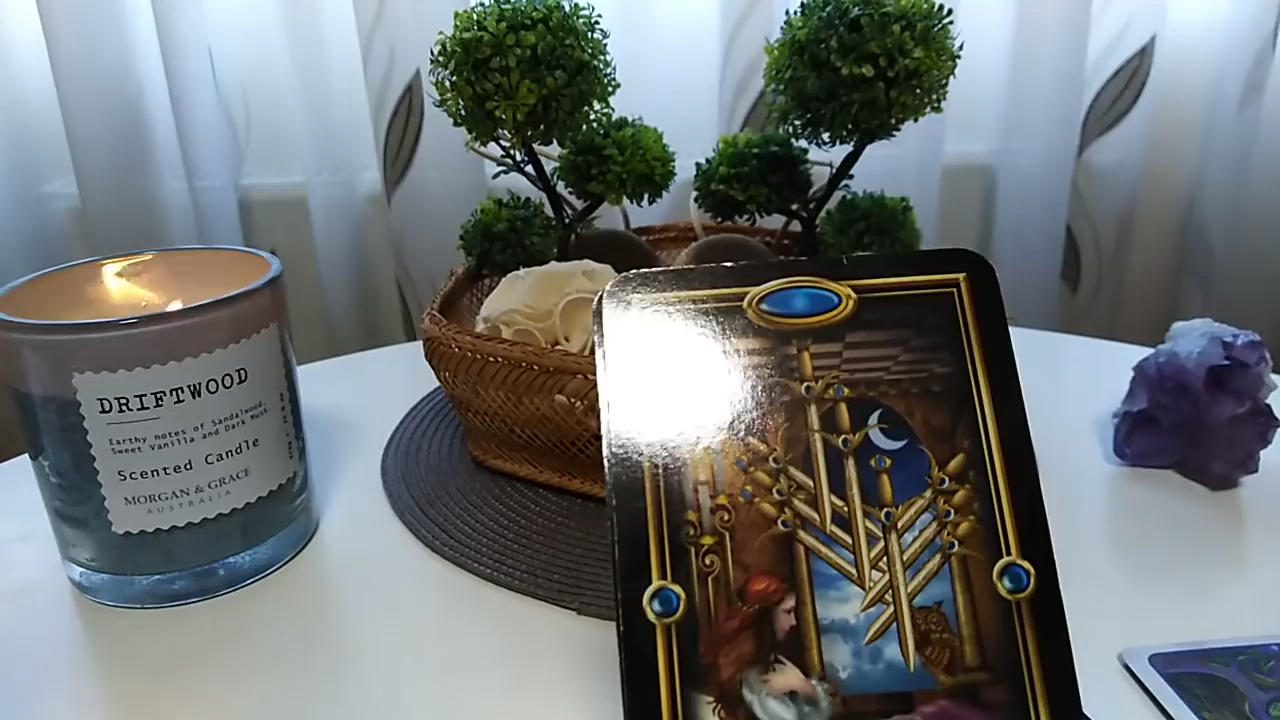 DRIFTWOOD
Earthy notes of Sandalwood,
Sweet Vanilla and Dark Musk.
Scented Candle
MORGAN & GRACE
AUSTRALIA